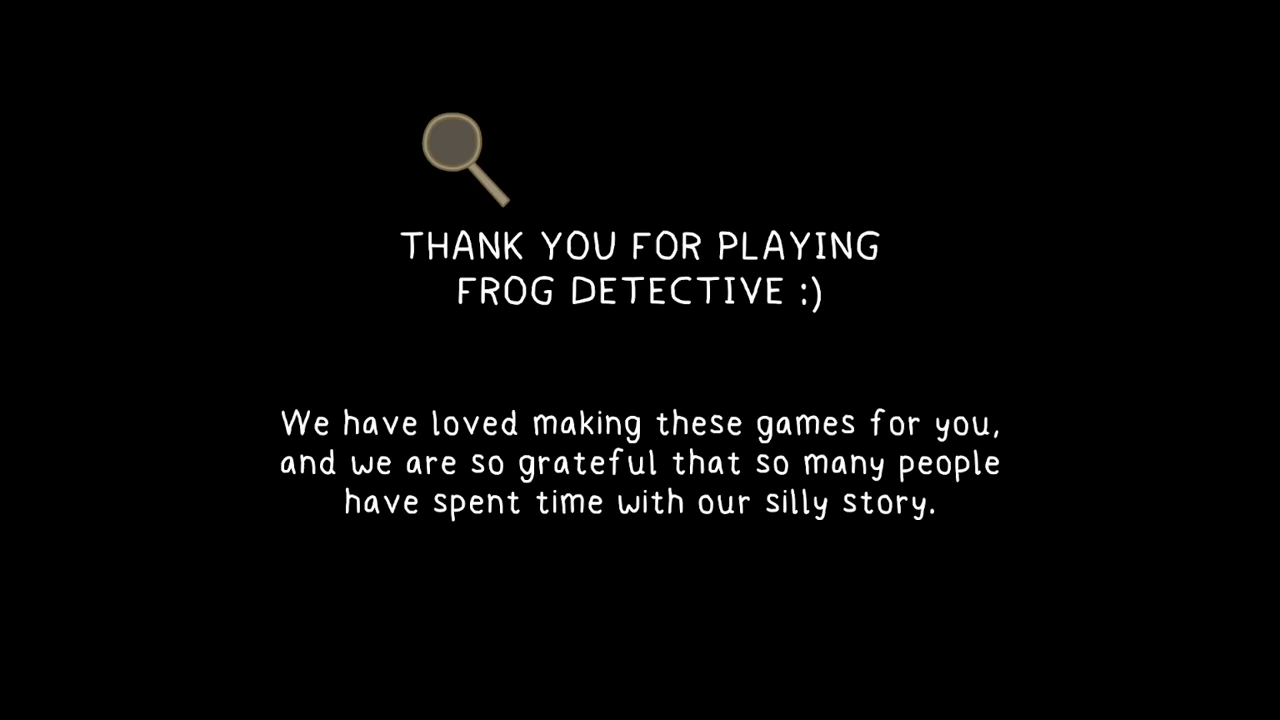 THANK YOU FOR PLAYING
FROG DETECTIVE :)
We have loved making these games for you,
and we are so grateful that so many people
have spent time with our silly story.